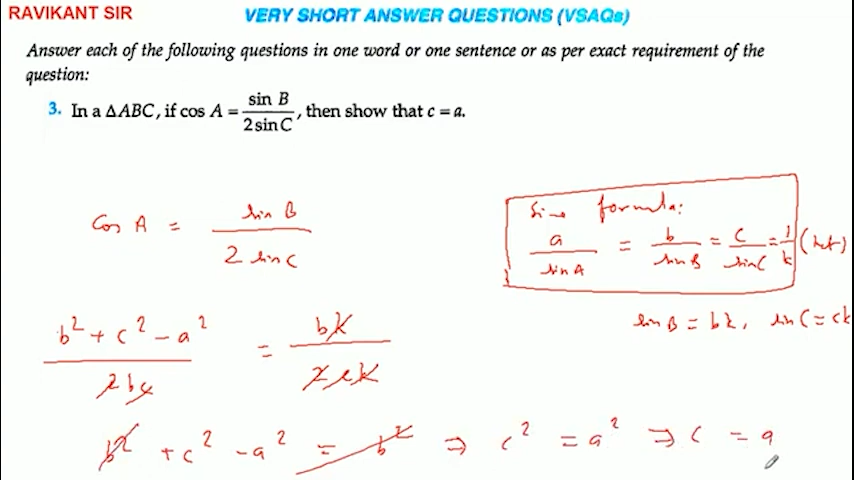 RAVIKANT SIR
VERY SHORT ANSWER QUESTIONS (VSAQs)
Answer each of the following questions in one word or one sentence or as per exact requirement of the
question:
3. In a ΔABC, if cos A = sin B / 2 sin C, then show that c = a.
Cos A = sin B / 2 sin C
Sine formula:
a / sin A = b / sin B = c / sin C = 1/k (let)
sin B = bk, sin C = ck
b² + c² - a² / 2bc = bk / 2ck
b² + c² - a² = b² ⇒ c² = a² ⇒ c = a